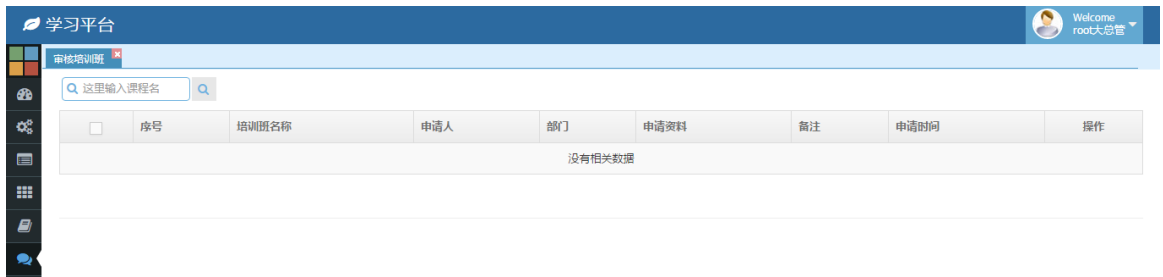 学习平台
Welcome
root大总管
审核培训班
这里输入课程名
序号 培训班名称 申请人 部门 申请资料 备注 申请时间 操作
没有相关数据